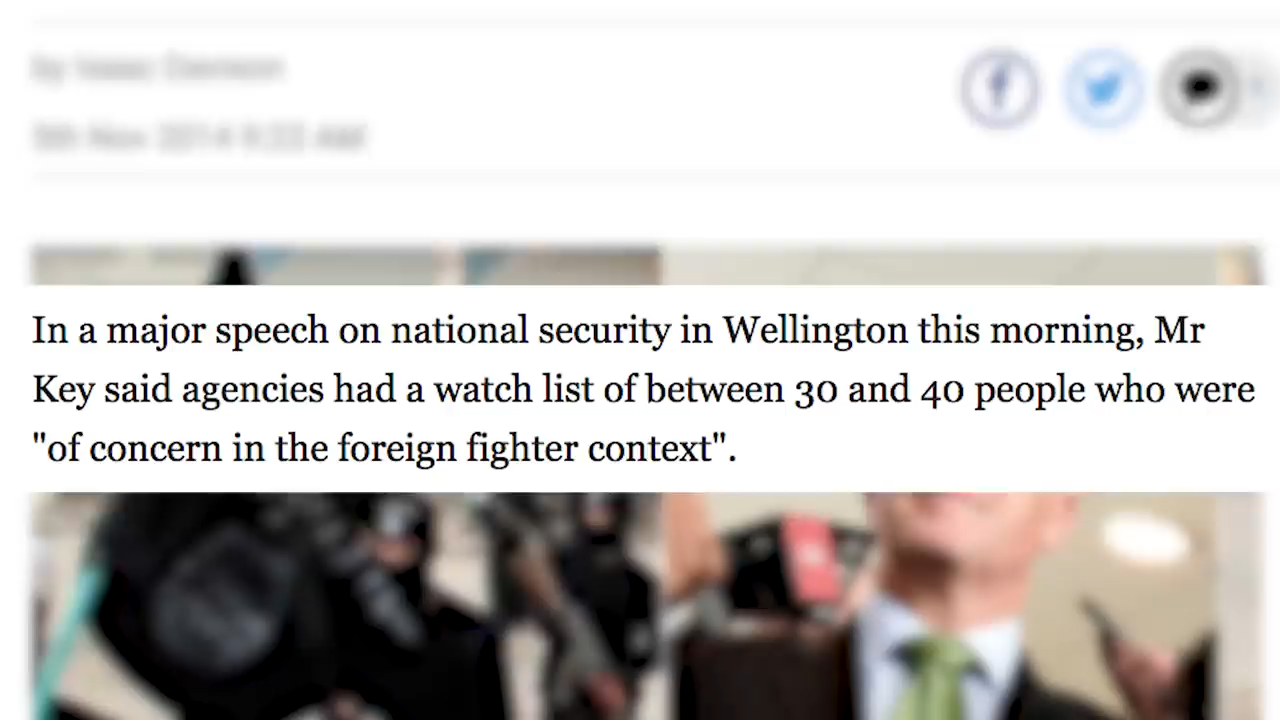 In a major speech on national security in Wellington this morning, Mr
Key said agencies had a watch list of between 30 and 40 people who were
"of concern in the foreign fighter context".